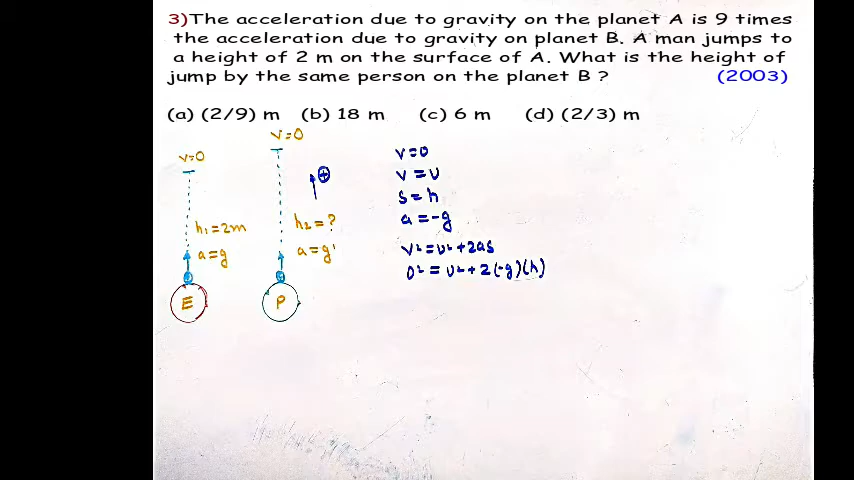 3)The acceleration due to gravity on the planet A is 9 times
the acceleration due to gravity on planet B. A man jumps to
a height of 2 m on the surface of A. What is the height of
jump by the same person on the planet B ? (2003)
(a) (2/9) m (b) 18 m (c) 6 m (d) (2/3) m
v=0
v=0
h₁=2m
a=g
E
h₂=?
a=g'
P
+
v=0
v=u
s=h
a=-g
v²=u²+2as
0²=u²+2(-g)(h)